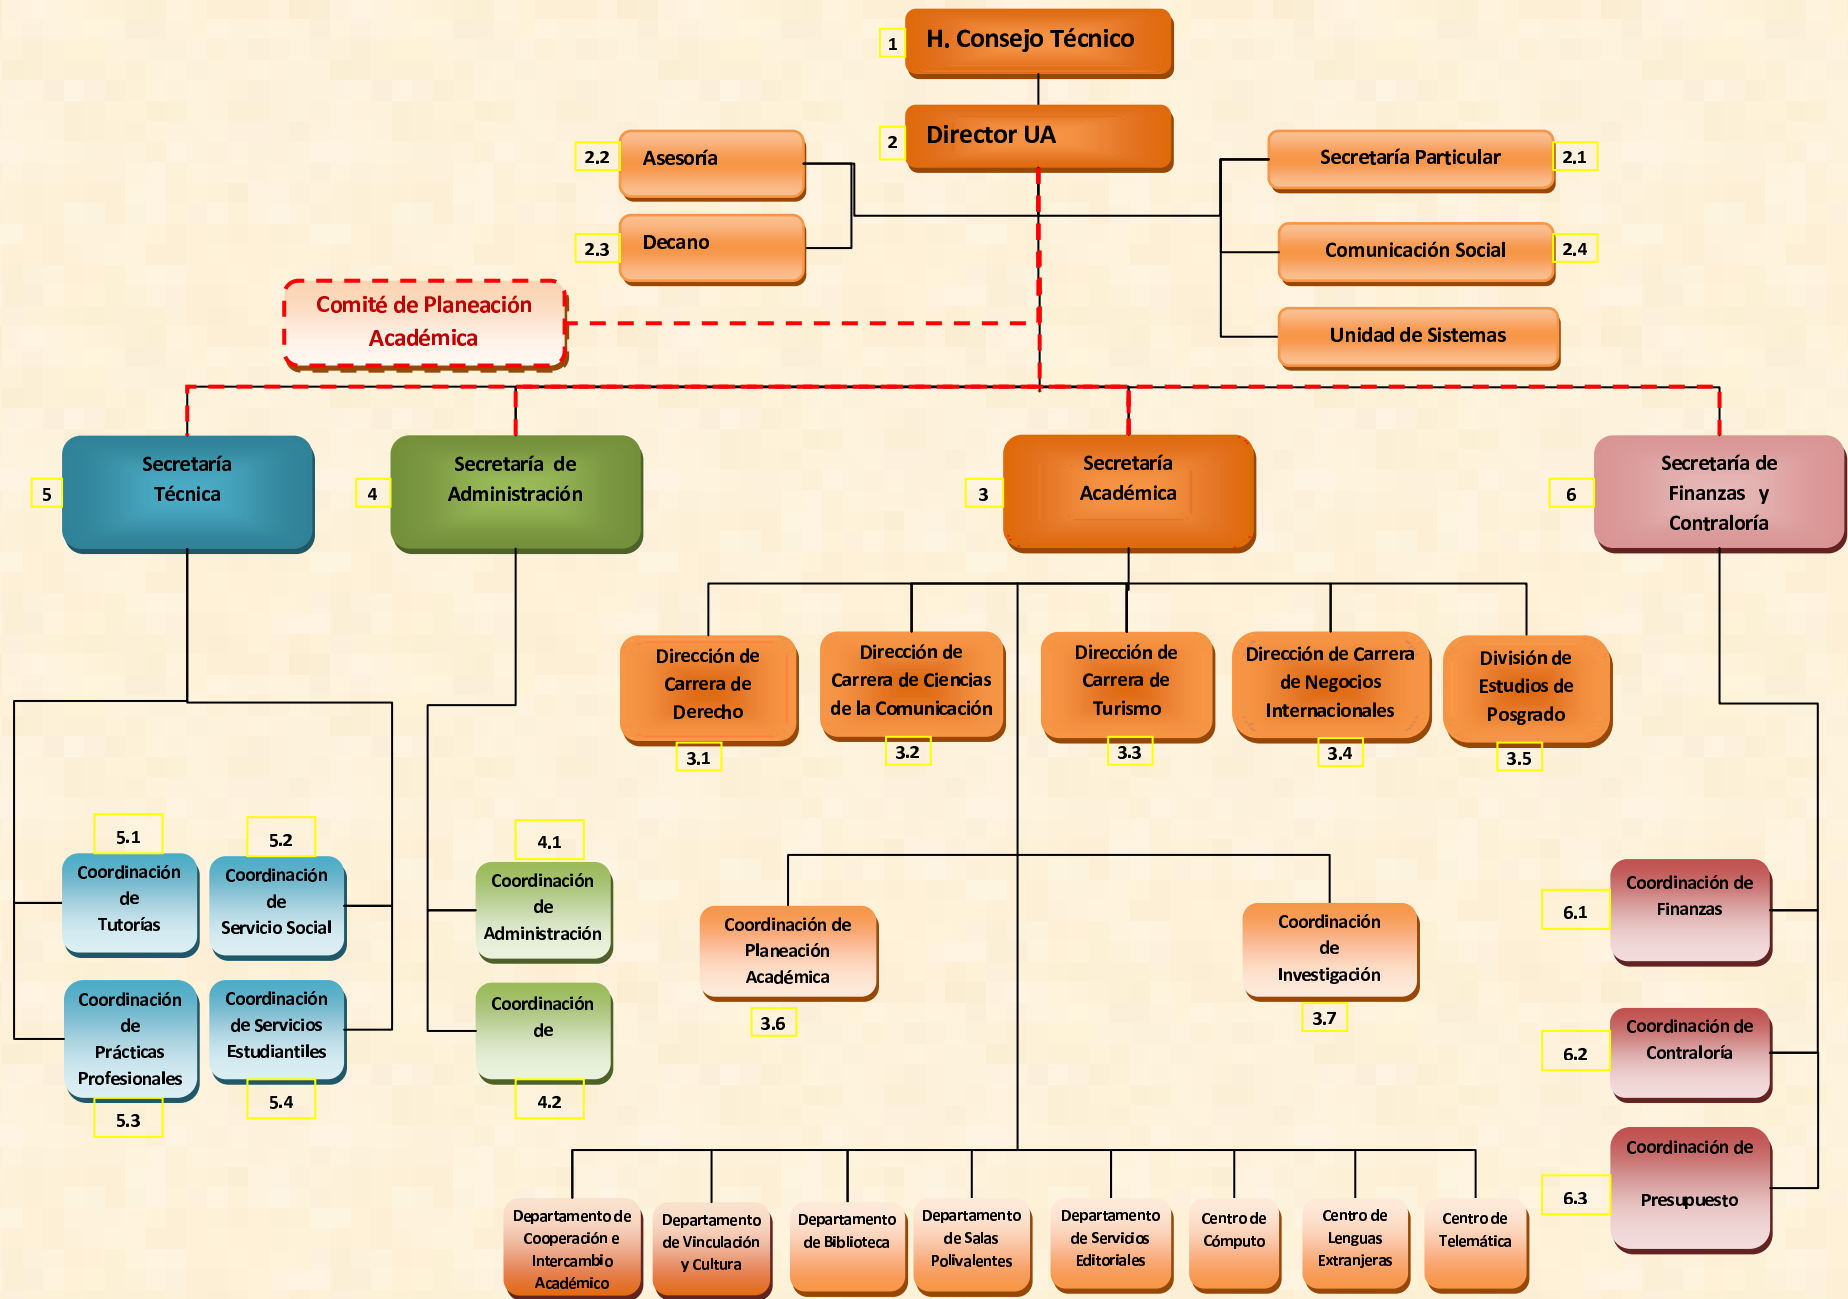 1
H. Consejo Técnico
2
Director UA
2.2
Asesoría
2.3
Decano
Secretaría Particular
2.1
Comunicación Social
2.4
Unidad de Sistemas
Comité de Planeación
Académica
5
Secretaría
Técnica
4
Secretaría de
Administración
3
Secretaría
Académica
6
Secretaría de
Finanzas y
Contraloría
Dirección de
Carrera de
Derecho
3.1
Dirección de
Carrera de Ciencias
de la Comunicación
3.2
Dirección de
Carrera de
Turismo
3.3
Dirección de Carrera
de Negocios
Internacionales
3.4
División de
Estudios de
Posgrado
3.5
5.1
Coordinación
de
Tutorías
5.2
Coordinación
de
Servicio Social
Coordinación
de
Prácticas
Profesionales
5.3
Coordinación
de Servicios
Estudiantiles
5.4
4.1
Coordinación
de
Administración
Coordinación
de
4.2
Coordinación de
Planeación
Académica
3.6
Coordinación
de
Investigación
3.7
6.1
Coordinación de
Finanzas
6.2
Coordinación de
Contraloría
6.3
Coordinación de
Presupuesto
Departamento de
Cooperación e
Intercambio
Académico
Departamento
de Vinculación
y Cultura
Departamento
de Biblioteca
Departamento
de Salas
Polivalentes
Departamento
de Servicios
Editoriales
Centro de
Cómputo
Centro de
Lenguas
Extranjeras
Centro de
Telemática